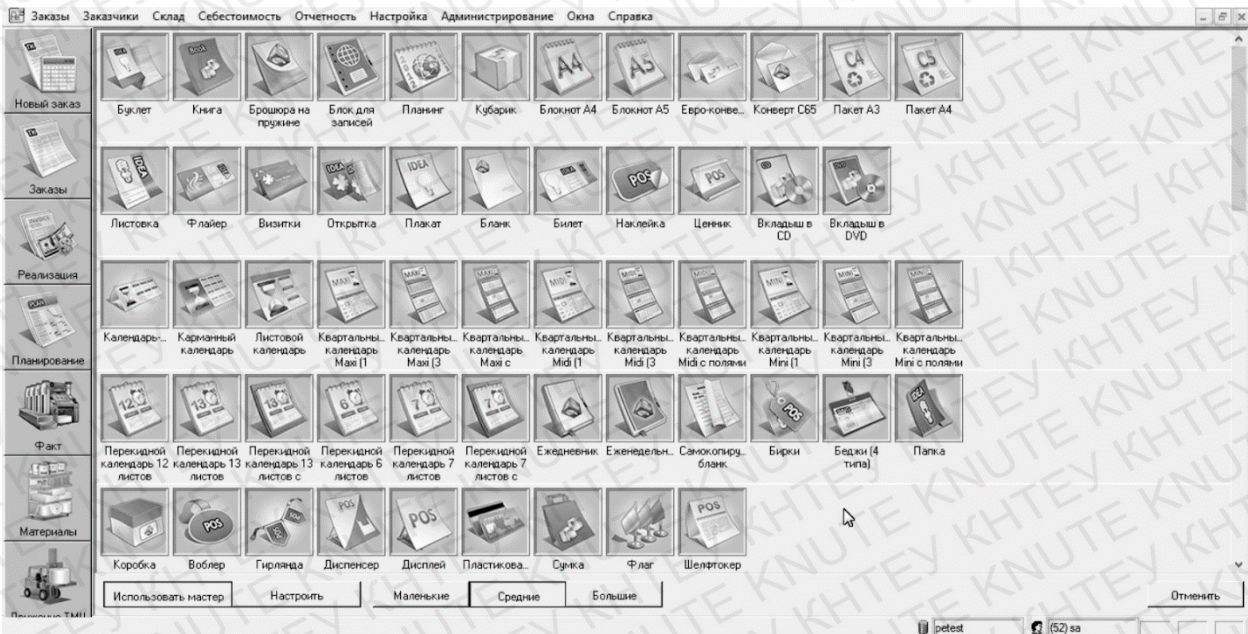 Заказы Заказчики Склад Себестоимость Отчетность Настройка Администрирование Окна Справка
Новый заказ
Заказы
Реализация
Планирование
Факт
Материалы
Движение ТМЦ
Буклет Книга Брошюра на пружине Блок для записей Планинг Кубарик Блокнот А4 Блокнот А5 Евро-конве... Конверт С65 Пакет А3 Пакет А4
Листовка Флайер Визитки Открытка Плакат Бланк Билет Наклейка Ценник Вкладыш в CD Вкладыш в DVD
Календарь-... Карманный календарь Листовой календарь Квартальны... календарь Maxi (1 Квартальны... календарь Maxi (3 Квартальны... календарь Maxi с Квартальны... календарь Midi (1 Квартальны... календарь Midi (3 Квартальны... календарь Midi с полями Квартальны... календарь Mini (1 Квартальны... календарь Mini (3 Квартальны... календарь Mini с полями
Перекидной календарь 12 листов Перекидной календарь 13 листов Перекидной календарь 13 листов с Перекидной календарь 6 листов Перекидной календарь 7 листов Перекидной календарь 7 листов с Ежедневник Еженедельн... Самокопиру... бланк Бирки Беджи (4 типа) Папка
Коробка Воблер Гирлянда Диспенсер Дисплей Пластикова... Сумка Флаг Шелфтокер
Использовать мастер Настроить Маленькие Средние Большие Отменить
petest (52) sa